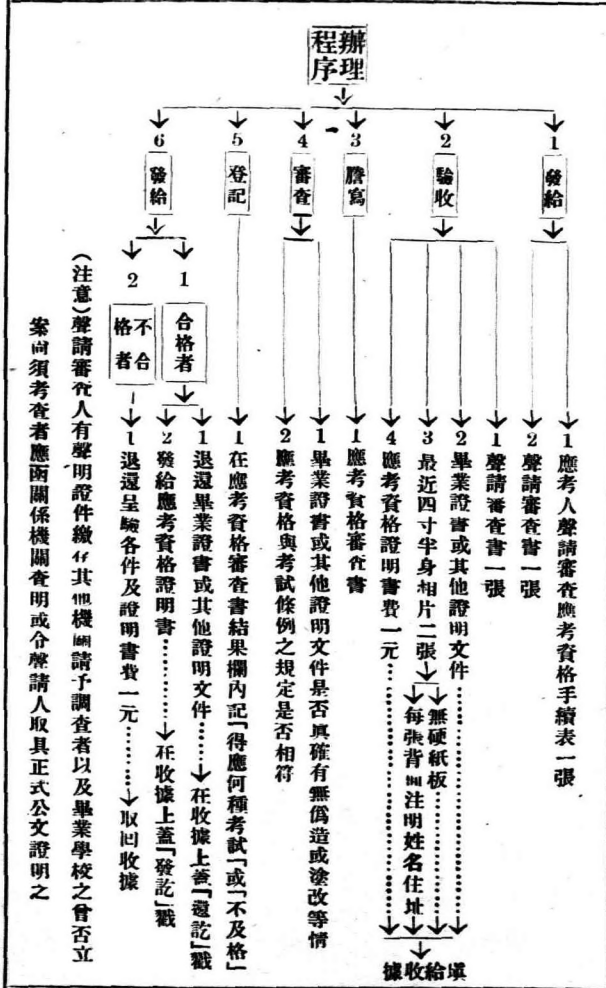 辦理
程序
1
發給
1 應考人聲請審查應考資格手續表一張
2 聲請審查書一張
2
驗收
1 聲請審查書一張
2 畢業證書或其他證明文件
3 最近四寸半身相片二張
無硬紙板
每張背面注明姓名住址
4 應考資格證明書費一元
填給收據
3
謄寫
1 應考資格審查書
4
審查
1 畢業證書或其他證明文件是否真確有無僞造或塗改等情
2 應考資格與考試條例之規定是否相符
5
登記
1 在應考資格審查書結果欄內記「得應何種考試」或「不及格」
6
發給
1
合格者
1 退還畢業證書或其他證明文件………在收據上蓋「還訖」戳
2 發給應考資格證明書…………在收據上蓋「發訖」戳
2
不合
格者
1 退還呈驗各件及證明書費一元………取回收據
(注意)聲請審查人有聲明證件繳存其他機關請予調查者以及畢業學校之曾否立
案尚須考查者應函關係機關查明或令聲請人取具正式公文證明之